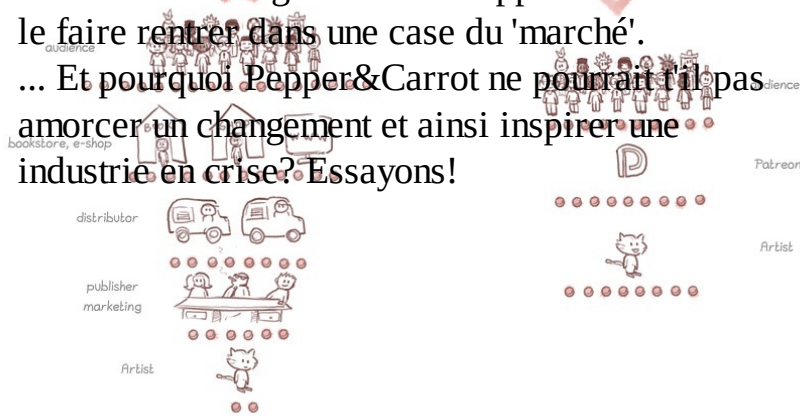 le faire rentrer dans une case du 'marché'.
audience
... Et pourquoi Pepper&Carrot ne pourrait t'il pas
amorcer un changement et ainsi inspirer une
bookstore, e-shop
industrie en crise? Essayons!
Patreon
distributor
Artist
publisher
marketing
Artist